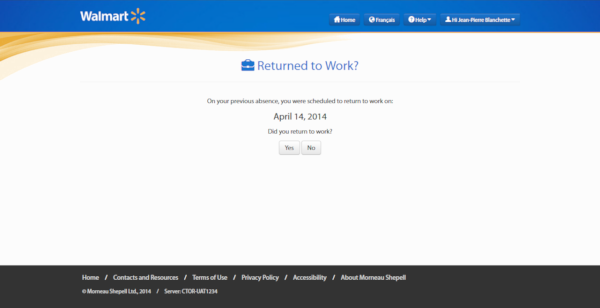 Walmart
Home Français Help Hi Jean-Pierre Blanchette
Returned to Work?
On your previous absence, you were scheduled to return to work on:
April 14, 2014
Did you return to work?
Yes No
Home / Contacts and Resources / Terms of Use / Privacy Policy / Accessibility / About Morneau Shepell
© Morneau Shepell Ltd., 2014 / Server: CTOR-UAT1234